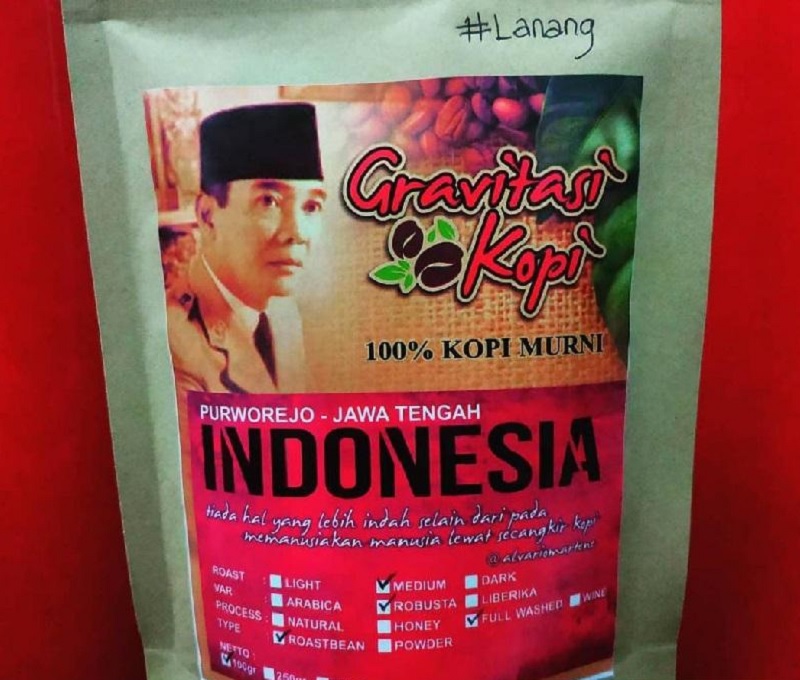 #Lanang
Gravitasi
Kopi
100% KOPI MURNI
PURWOREJO - JAWA TENGAH
INDONESIA
tiada hal yang lebih indah selain dari pada
memanusiakan manusia lewat secangkir kopi
@alvariomartens
ROAST : LIGHT MEDIUM DARK
VAR : ARABICA ROBUSTA LIBERIKA
PROCESS : NATURAL HONEY FULL WASHED WINE
TYPE ROASTBEAN POWDER
NETTO :
100gr 250gr